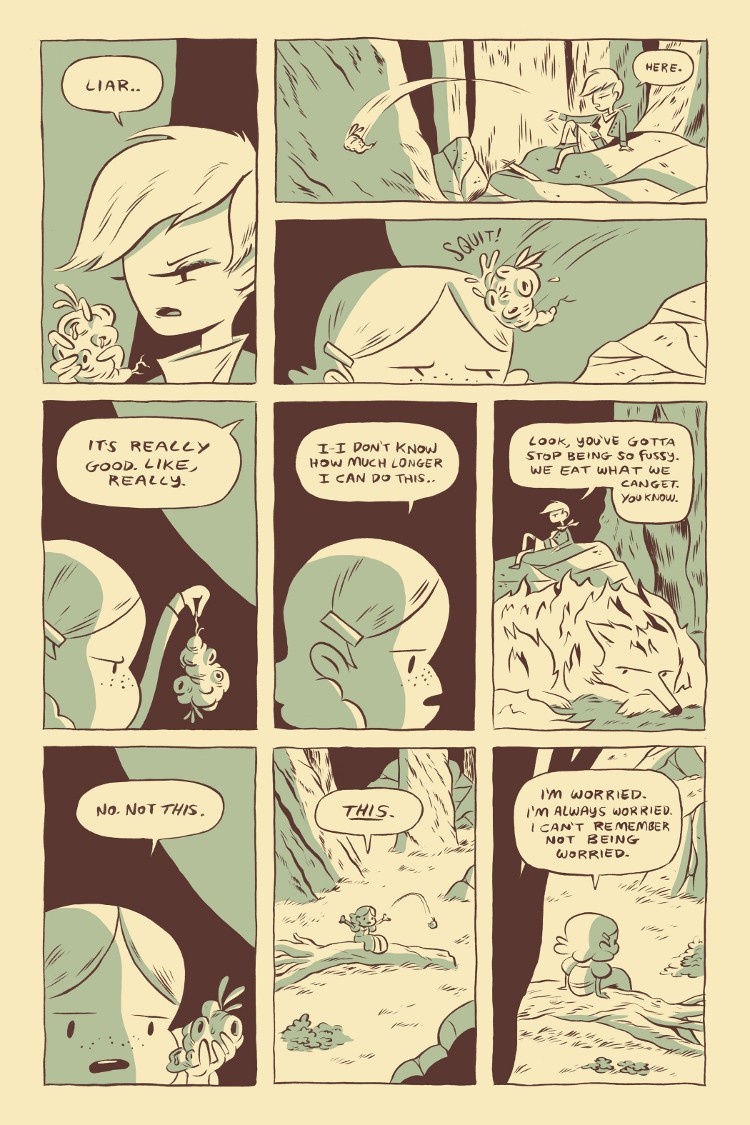 LIAR..
HERE.
SQUIT!
IT'S REALLY
GOOD. LIKE,
REALLY.
I-I DON'T KNOW
HOW MUCH LONGER
I CAN DO THIS..
LOOK, YOU'VE GOTTA
STOP BEING SO FUSSY.
WE EAT WHAT WE
CAN GET.
YOU KNOW.
NO. NOT THIS.
THIS.
I'M WORRIED.
I'M ALWAYS WORRIED.
I CAN'T REMEMBER
NOT BEING
WORRIED.